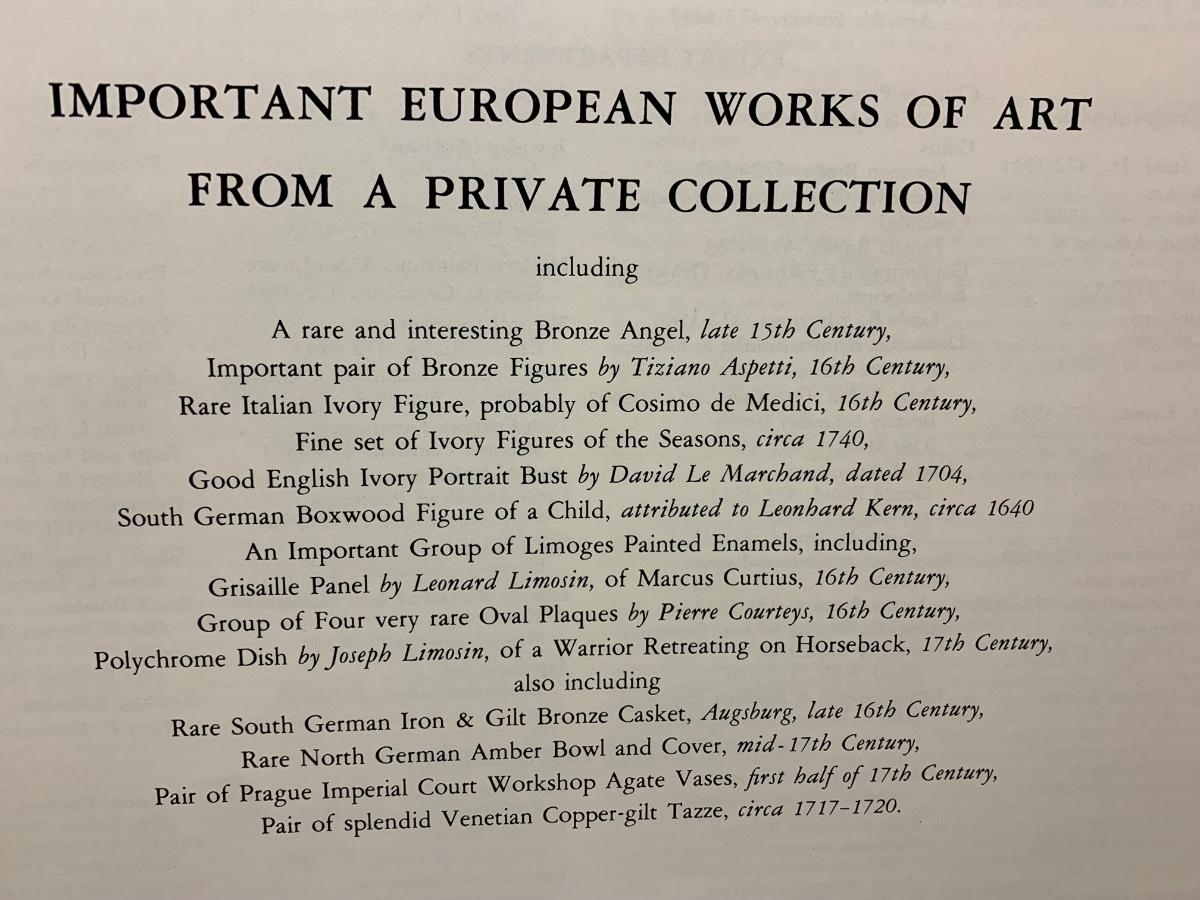 IMPORTANT EUROPEAN WORKS OF ART
FROM A PRIVATE COLLECTION
including
A rare and interesting Bronze Angel, late 15th Century,
Important pair of Bronze Figures by Tiziano Aspetti, 16th Century,
Rare Italian Ivory Figure, probably of Cosimo de Medici, 16th Century,
Fine set of Ivory Figures of the Seasons, circa 1740,
Good English Ivory Portrait Bust by David Le Marchand, dated 1704,
South German Boxwood Figure of a Child, attributed to Leonhard Kern, circa 1640
An Important Group of Limoges Painted Enamels, including,
Grisaille Panel by Leonard Limosin, of Marcus Curtius, 16th Century,
Group of Four very rare Oval Plaques by Pierre Courteys, 16th Century,
Polychrome Dish by Joseph Limosin, of a Warrior Retreating on Horseback, 17th Century,
also including
Rare South German Iron & Gilt Bronze Casket, Augsburg, late 16th Century,
Rare North German Amber Bowl and Cover, mid-17th Century,
Pair of Prague Imperial Court Workshop Agate Vases, first half of 17th Century,
Pair of splendid Venetian Copper-gilt Tazze, circa 1717-1720.